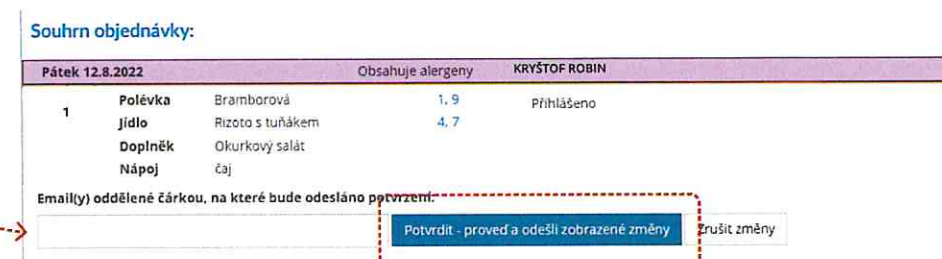 Souhrn objednávky:
Pátek 12.8.2022 Obsahuje alergeny KRYŠTOF ROBIN
1 Polévka Bramborová 1, 9 Přihlášeno
Jídlo Rizoto s tuňákem 4, 7
Doplněk Okurkový salát
Nápoj čaj
Email(y) oddělené čárkou, na které bude odesláno potvrzení:
Potvrdit - proveď a odešli zobrazené změny Zrušit změny